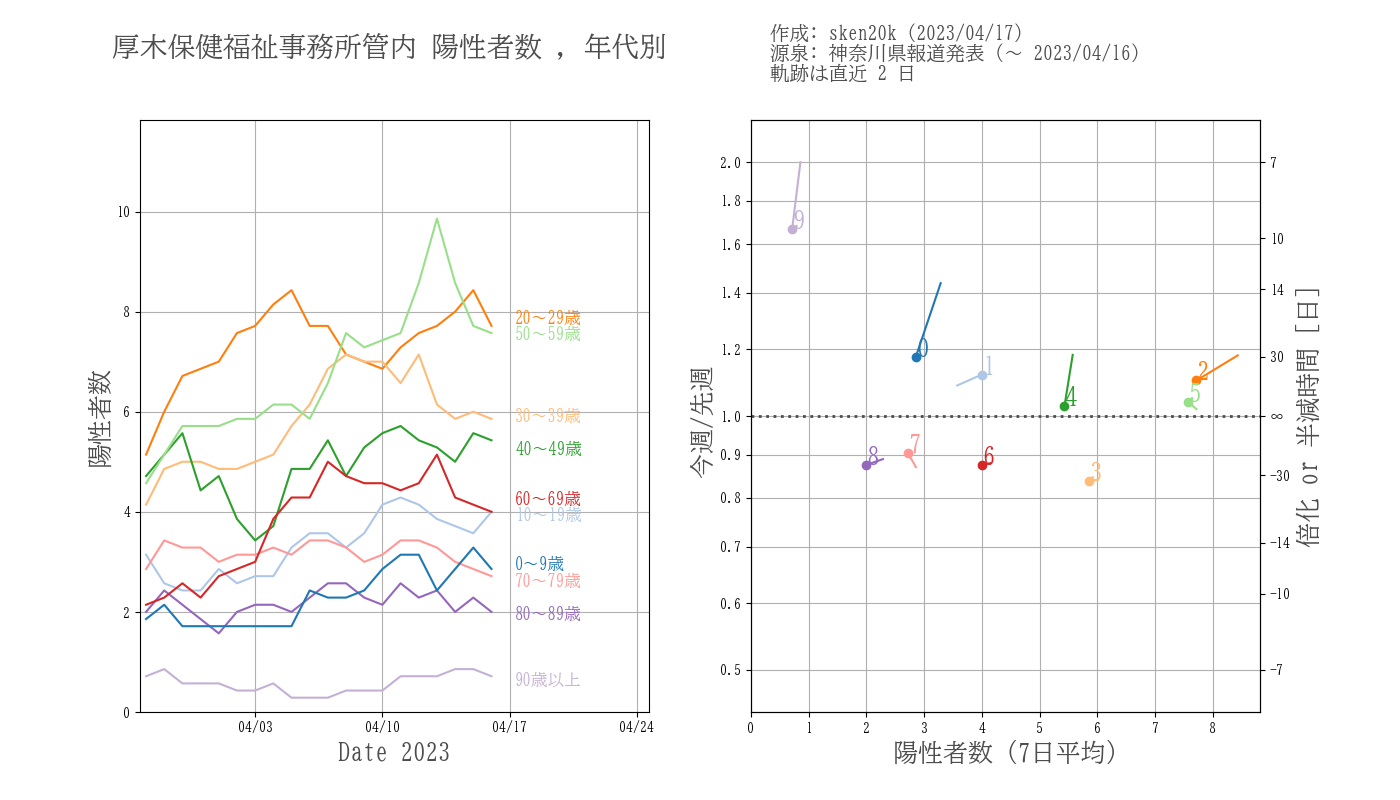 厚木保健福祉事務所管内 陽性者数 , 年代別
作成: sken20k (2023/04/17)
源泉: 神奈川県報道発表 (～ 2023/04/16)
軌跡は直近 2 日
陽性者数
10
8
6
4
2
0
20～29歳
50～59歳
30～39歳
40～49歳
60～69歳
10～19歳
0～9歳
70～79歳
80～89歳
90歳以上
04/03
04/10
04/17
04/24
Date 2023
今週/先週
2.0
1.8
1.6
1.4
1.2
1.0
0.9
0.8
0.7
0.6
0.5
9
0
1
2
5
4
8
7
6
3
7
10
14
30
∞
-30
-14
-10
-7
倍化 or 半減時間 [日]
0
1
2
3
4
5
6
7
8
陽性者数 (7日平均)